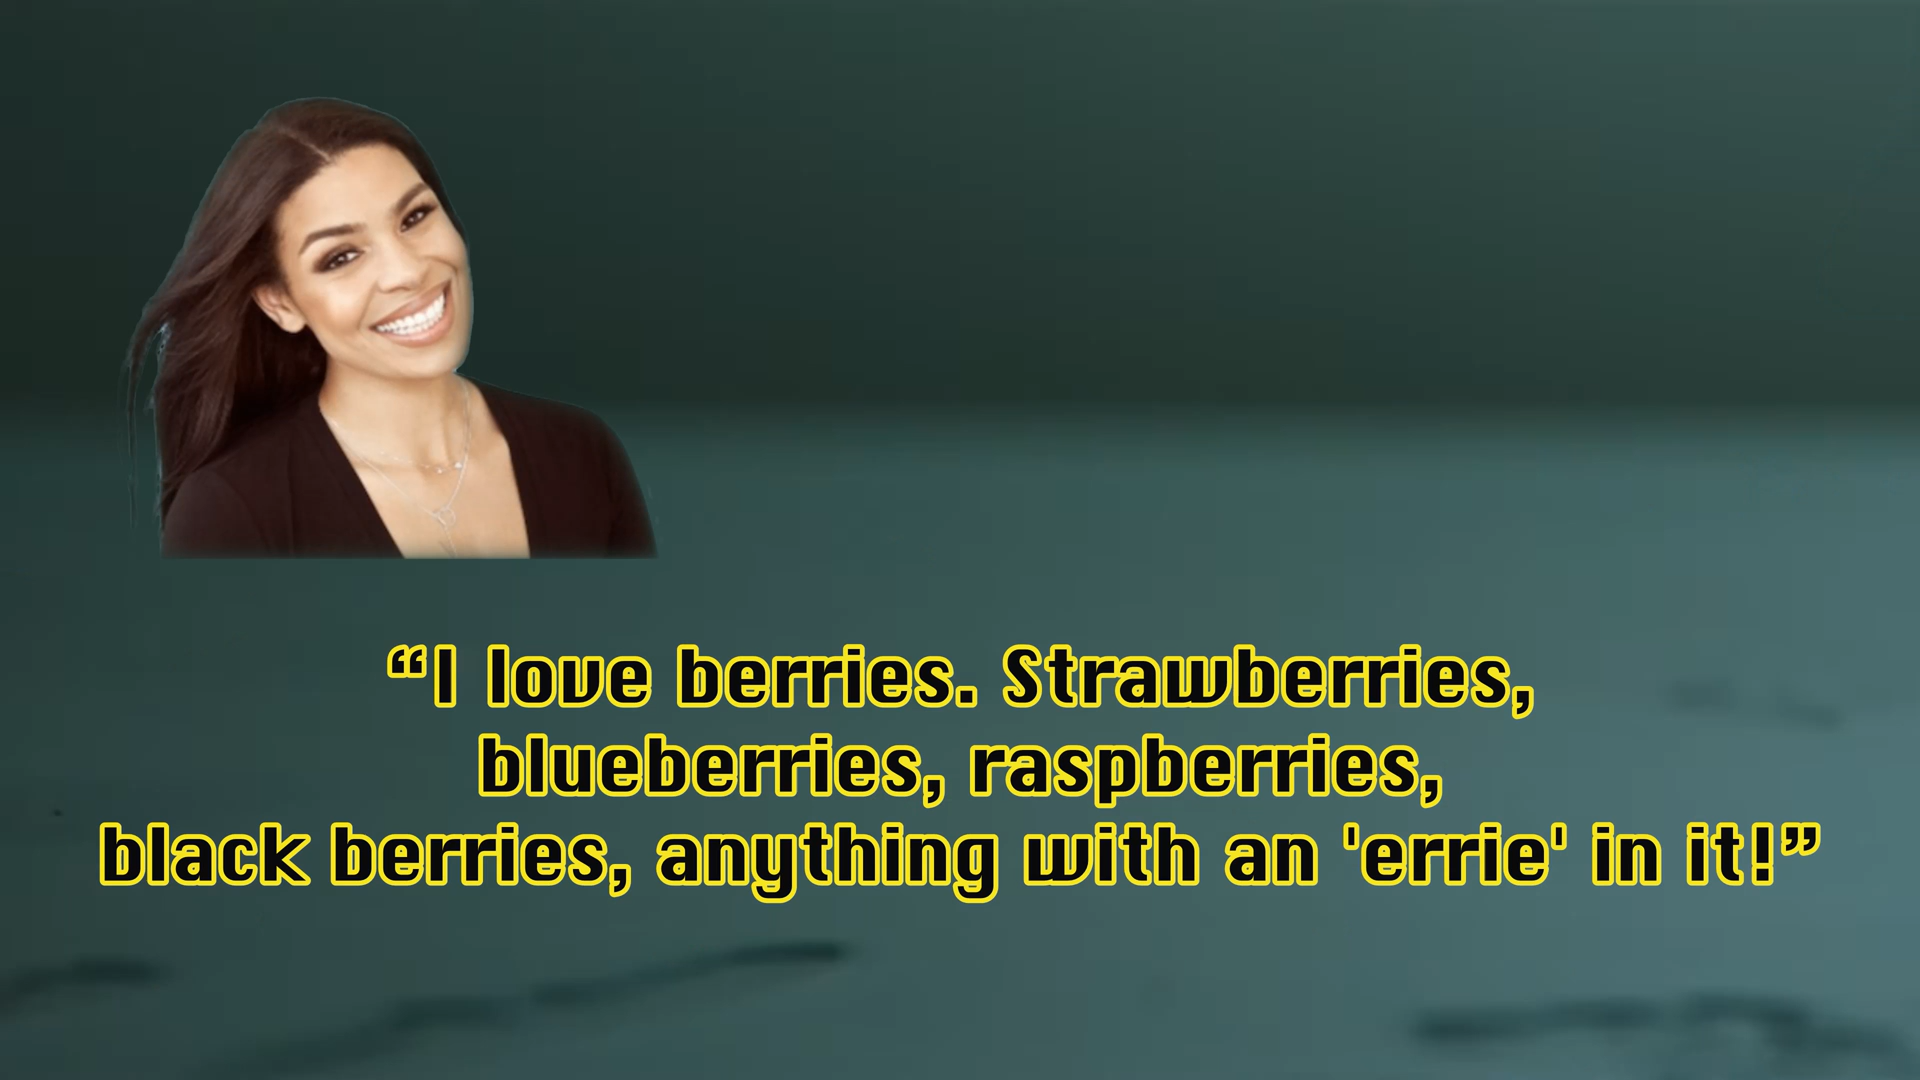 “I love berries. Strawberries,
blueberries, raspberries,
black berries, anything with an 'errie' in it!”